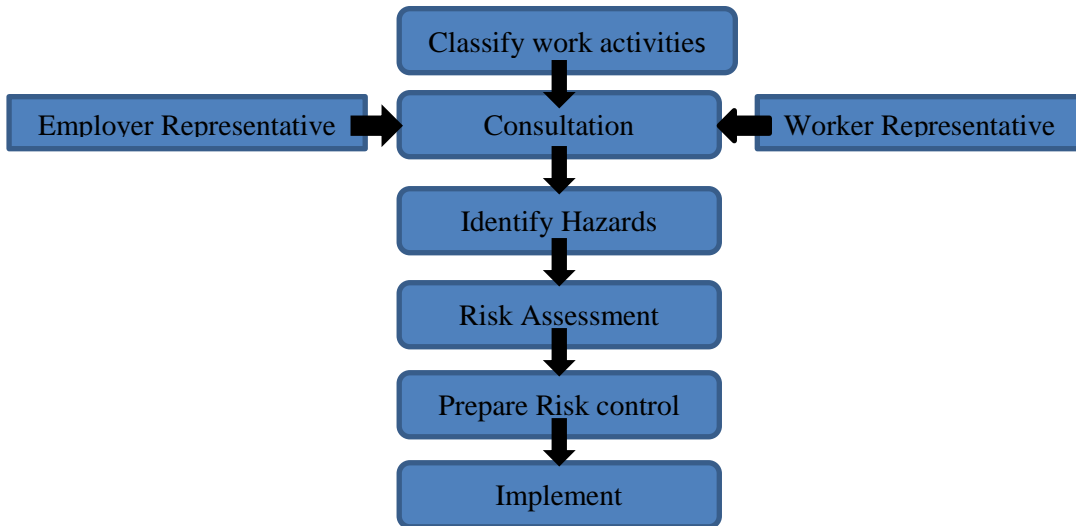 Classify work activities
Employer Representative
Consultation
Worker Representative
Identify Hazards
Risk Assessment
Prepare Risk control
Implement